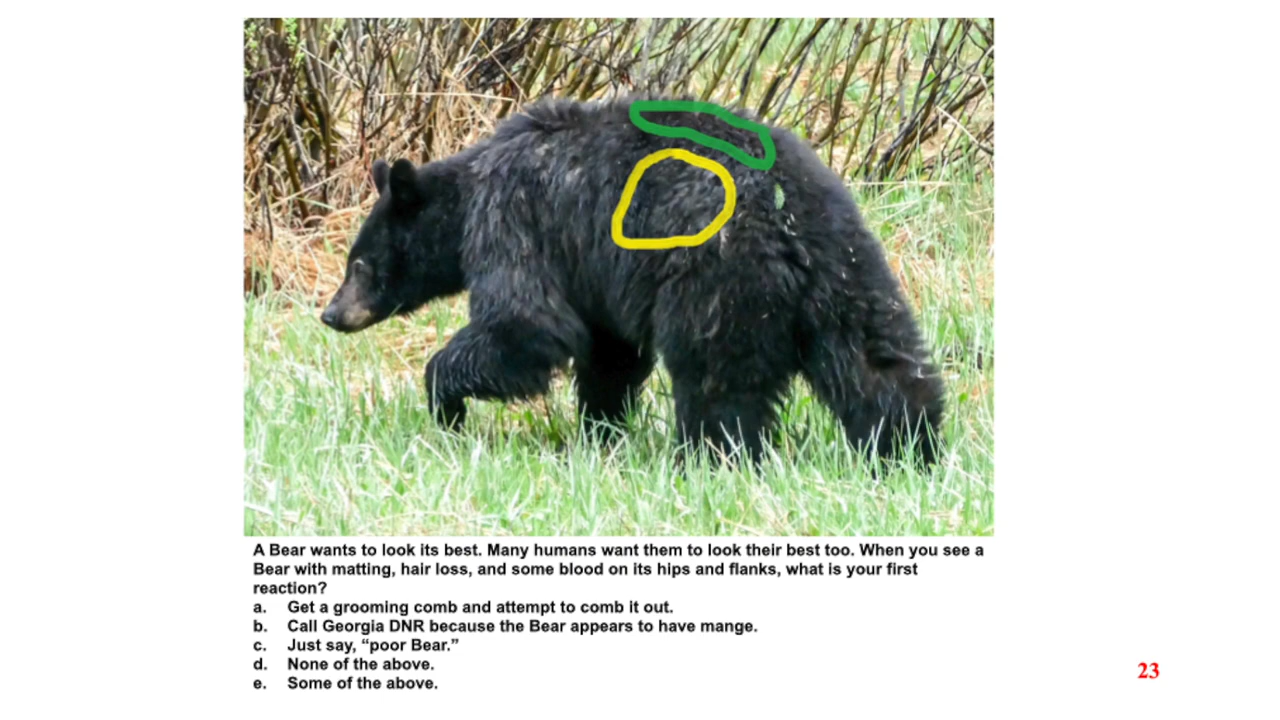 A Bear wants to look its best. Many humans want them to look their best too. When you see a
Bear with matting, hair loss, and some blood on its hips and flanks, what is your first
reaction?
a. Get a grooming comb and attempt to comb it out.
b. Call Georgia DNR because the Bear appears to have mange.
c. Just say, “poor Bear.”
d. None of the above.
e. Some of the above.
23